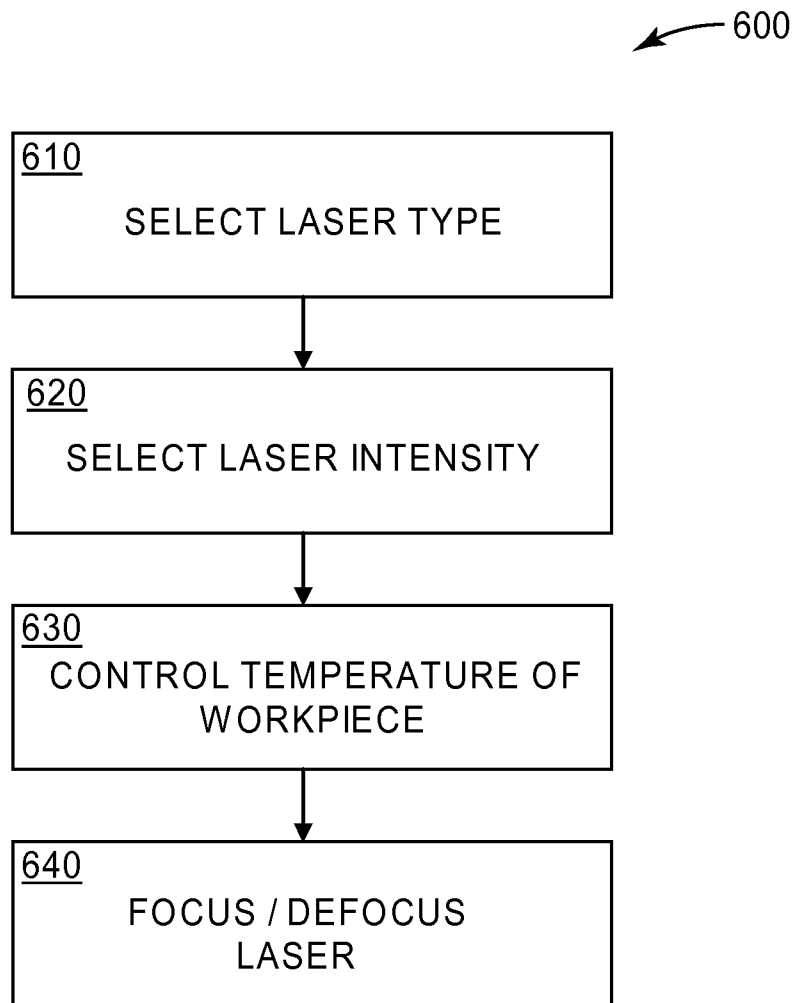 600
610
SELECT LASER TYPE
620
SELECT LASER INTENSITY
630
CONTROL TEMPERATURE OF
WORKPIECE
640
FOCUS / DEFOCUS
LASER